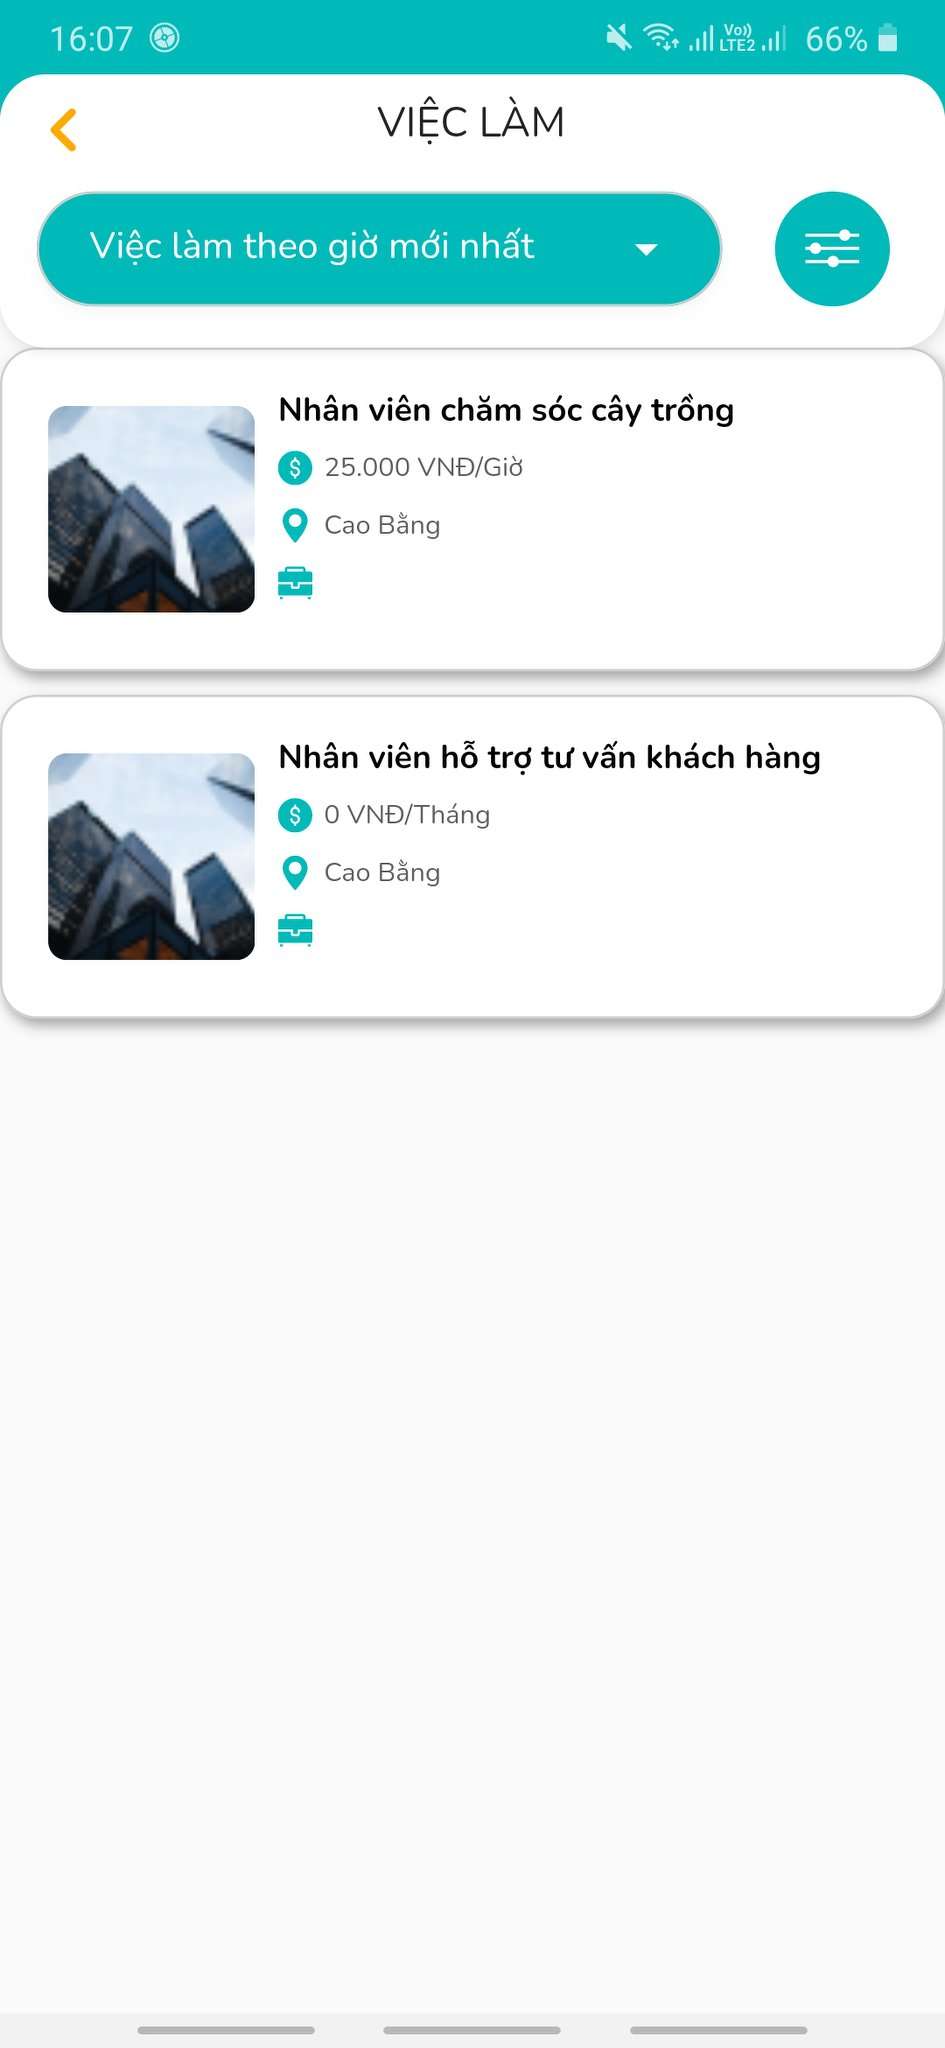 16:07
Vo)) LTE2 66%
VIỆC LÀM
Việc làm theo giờ mới nhất
Nhân viên chăm sóc cây trồng
25.000 VNĐ/Giờ
Cao Bằng
Nhân viên hỗ trợ tư vấn khách hàng
0 VNĐ/Tháng
Cao Bằng